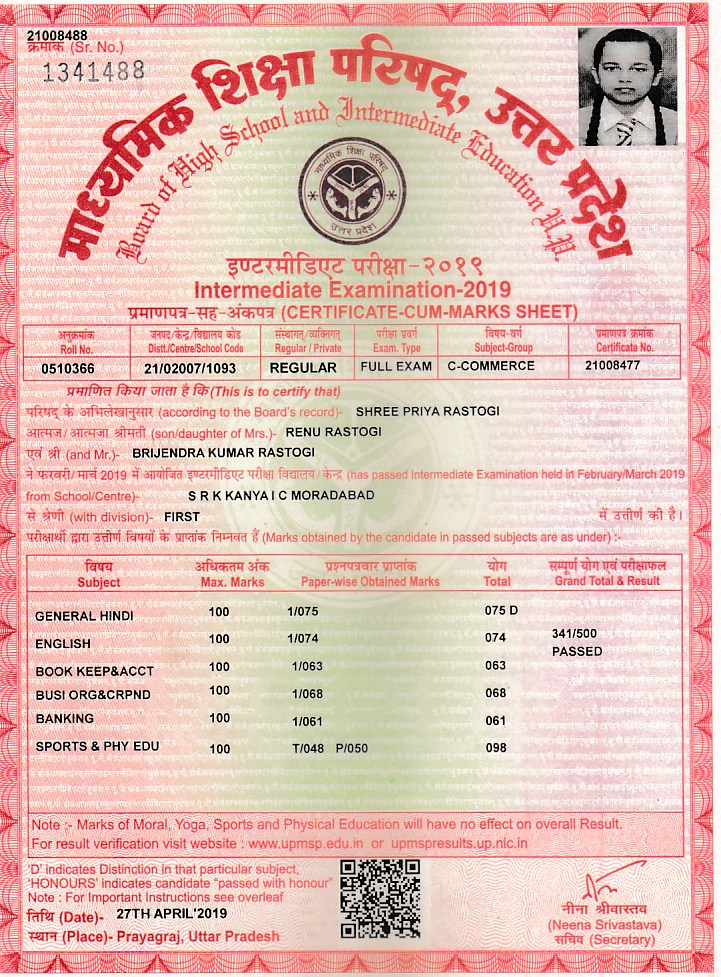 21008488
क्रमांक (Sr. No.)
1341488
माध्यमिक शिक्षा परिषद्, उत्तर प्रदेश
Board of High School and Intermediate Education U.P.
माध्यमिक शिक्षा परिषद्
उत्तर प्रदेश
इण्टरमीडिएट परीक्षा-२०१९
Intermediate Examination-2019
प्रमाणपत्र-सह-अंकपत्र (CERTIFICATE-CUM-MARKS SHEET)
अनुक्रमांक जनपद/केन्द्र/विद्यालय कोड संस्थागत/व्यक्तिगत परीक्षा प्रवर्ग विषय-वर्ग प्रमाणपत्र क्रमांक
Roll No. Distt./Centre/School Code Regular / Private Exam. Type Subject-Group Certificate No.
0510366 21/02007/1093 REGULAR FULL EXAM C-COMMERCE 21008477
प्रमाणित किया जाता है कि (This is to certify that)
परिषद् के अभिलेखानुसार (according to the Board's record)- SHREE PRIYA RASTOGI
आत्मज/आत्मजा श्रीमती (son/daughter of Mrs.)- RENU RASTOGI
एवं श्री (and Mr.)- BRIJENDRA KUMAR RASTOGI
ने फरवरी/मार्च 2019 में आयोजित इण्टरमीडिएट परीक्षा विद्यालय/केन्द्र (has passed Intermediate Examination held in February/March 2019
from School/Centre)- S R K KANYA I C MORADABAD
से श्रेणी (with division)- FIRST में उत्तीर्ण की है।
परीक्षार्थी द्वारा उत्तीर्ण विषयों के प्राप्तांक निम्नवत हैं (Marks obtained by the candidate in passed subjects are as under) :-
विषय अधिकतम अंक प्रश्नपत्रवार प्राप्तांक योग सम्पूर्ण योग एवं परीक्षाफल
Subject Max. Marks Paper-wise Obtained Marks Total Grand Total & Result
GENERAL HINDI 100 1/075 075 D
ENGLISH 100 1/074 074 341/500
PASSED
BOOK KEEP&ACCT 100 1/063 063
BUSI ORG&CRPND 100 1/068 068
BANKING 100 1/061 061
SPORTS & PHY EDU 100 T/048 P/050 098
Note :- Marks of Moral, Yoga, Sports and Physical Education will have no effect on overall Result.
For result verification visit website : www.upmsp.edu.in or upmspresults.up.nic.in
'D' indicates Distinction in that particular subject,
'HONOURS' indicates candidate "passed with honour"
Note : For Important Instructions see overleaf
तिथि (Date)- 27TH APRIL'2019
स्थान (Place)- Prayagraj, Uttar Pradesh
नीना श्रीवास्तव
(Neena Srivastava)
सचिव (Secretary)